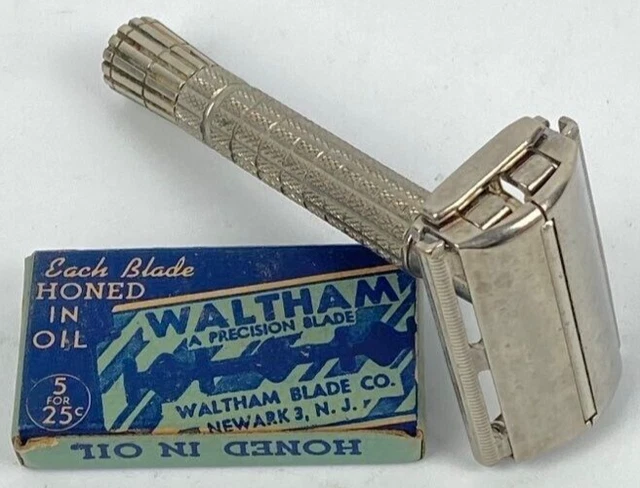 Each Blade
HONED
IN
OIL
5
FOR
25¢
WALTHAM
A PRECISION BLADE
WALTHAM BLADE CO.
NEWARK 3, N. J.
HONED IN OIL